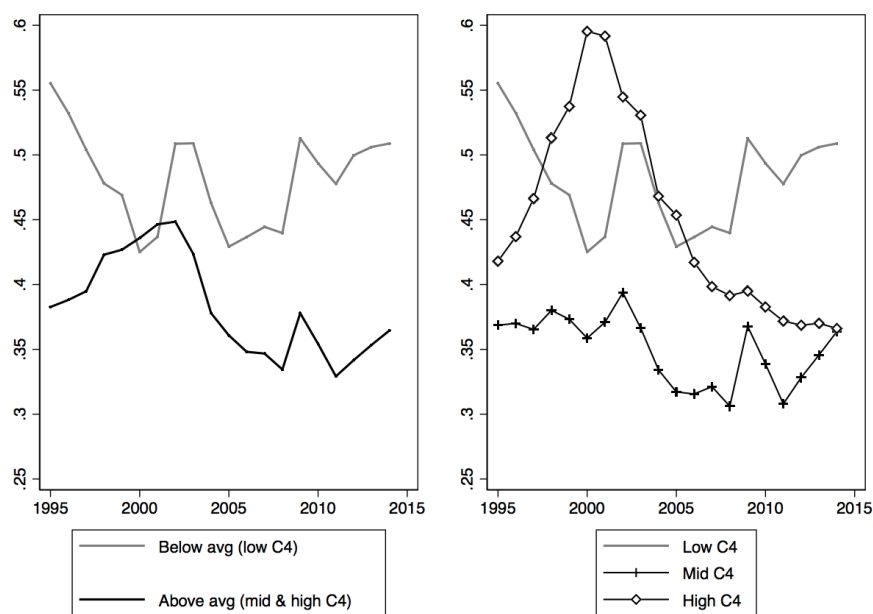 .6
.55
.5
.45
.4
.35
.3
.25
1995 2000 2005 2010 2015
Below avg (low C4)
Above avg (mid & high C4)
.6
.55
.5
.45
.4
.35
.3
.25
1995 2000 2005 2010 2015
Low C4
Mid C4
High C4